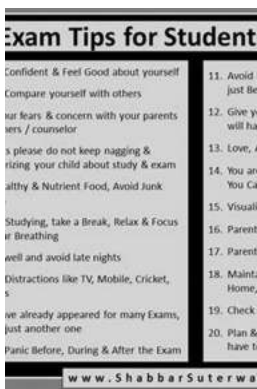 Exam Tips for Student
Confident & Feel Good about yourself
Compare yourself with others
ur fears & concern with your parents
ers / counselor
s please do not keep nagging &
rizing your child about study & exam
althy & Nutrient Food, Avoid Junk
Studying, take a Break, Relax & Focus
r Breathing
well and avoid late nights
Distractions like TV, Mobile, Cricket,
s
ve already appeared for many Exams,
just another one
Panic Before, During & After the Exam
11. Avoid
just Be
12. Give y
will ha
13. Love, A
14. You are
You Ca
15. Visuali
16. Parent
17. Parent
18. Mainta
Home,
19. Check
20. Plan &
have t
www.ShabbarSuterwa